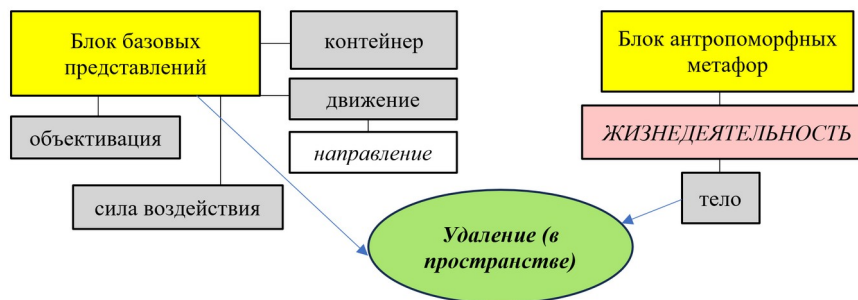 Блок базовых
представлений
контейнер
Блок антропоморфных
метафор
движение
объективация
ЖИЗНЕДЕЯТЕЛЬНОСТЬ
направление
сила воздействия
тело
Удаление (в
пространстве)